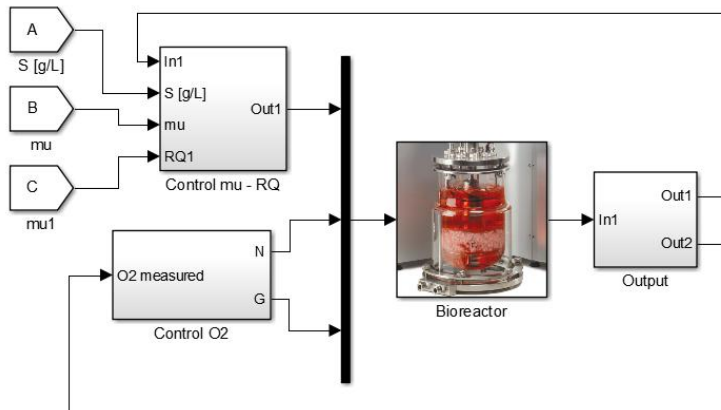 A
S [g/L]
B
mu
C
mu1
In1
S [g/L]
mu
RQ1
Out1
Control mu - RQ
O2 measured
N
G
Control O2
Bioreactor
In1
Out1
Out2
Output